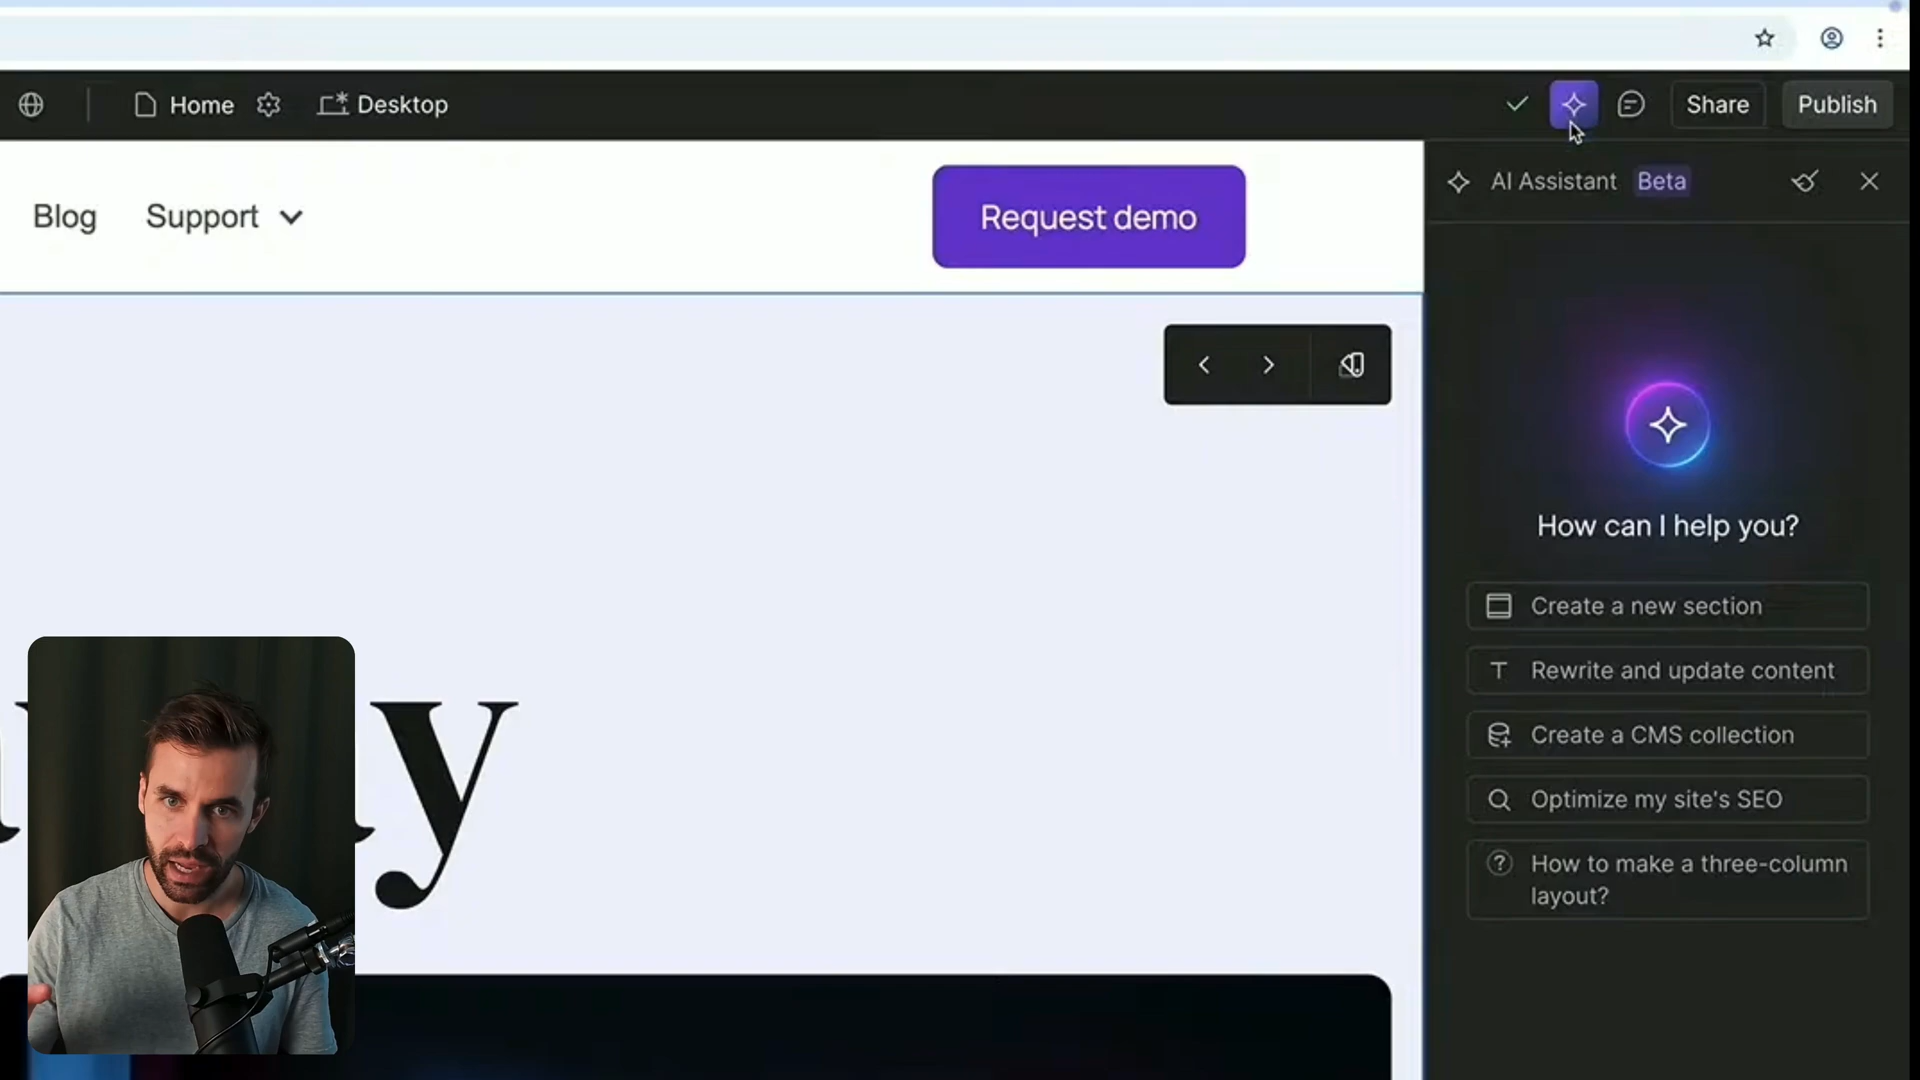 Home
Desktop
Share
Publish
Blog
Support
Request demo
AI Assistant Beta
How can I help you?
Create a new section
Rewrite and update content
Create a CMS collection
Optimize my site's SEO
How to make a three-column
layout?
y